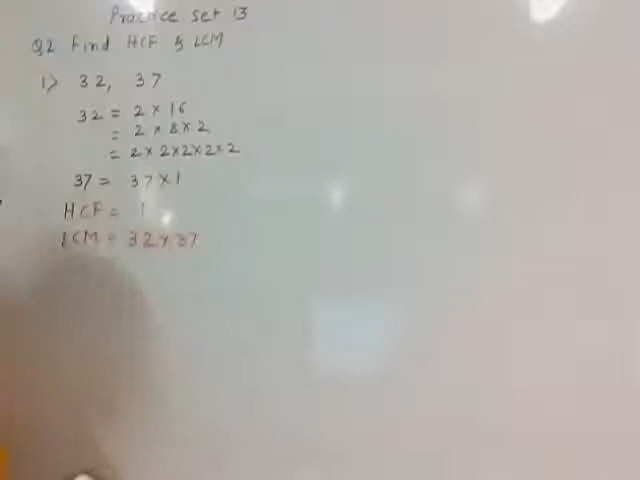 Practice set 13
Q2 Find HCF & LCM
1> 32, 37
32 = 2 × 16
= 2 × 8 × 2
= 2 × 2 × 2 × 2 × 2
37 = 37 × 1
HCF = 1
LCM = 32 × 37